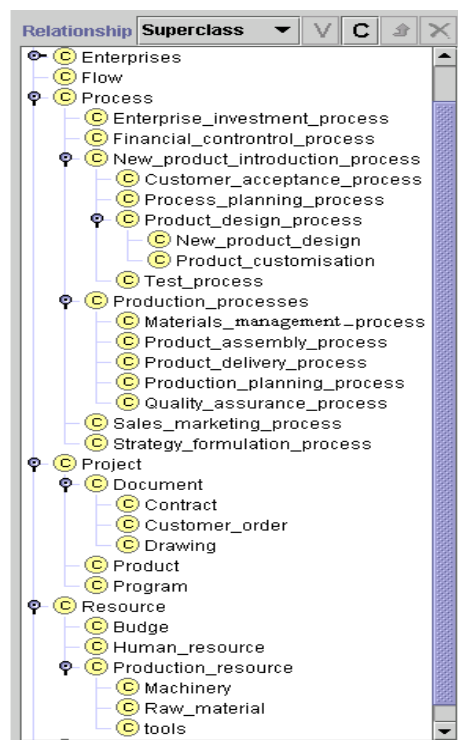 Relationship Superclass V C
C Enterprises
C Flow
C Process
C Enterprise_investment_process
C Financial_controntrol_process
C New_product_introduction_process
C Customer_acceptance_process
C Process_planning_process
C Product_design_process
C New_product_design
C Product_customisation
C Test_process
C Production_processes
C Materials_management_process
C Product_assembly_process
C Product_delivery_process
C Production_planning_process
C Quality_assurance_process
C Sales_marketing_process
C Strategy_formulation_process
C Project
C Document
C Contract
C Customer_order
C Drawing
C Product
C Program
C Resource
C Budge
C Human_resource
C Production_resource
C Machinery
C Raw_material
C tools